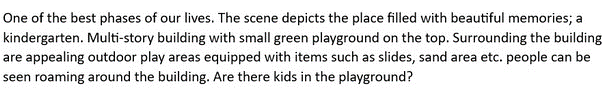 One of the best phases of our lives. The scene depicts the place filled with beautiful memories; a
kindergarten. Multi-story building with small green playground on the top. Surrounding the building
are appealing outdoor play areas equipped with items such as slides, sand area etc. people can be
seen roaming around the building. Are there kids in the playground?